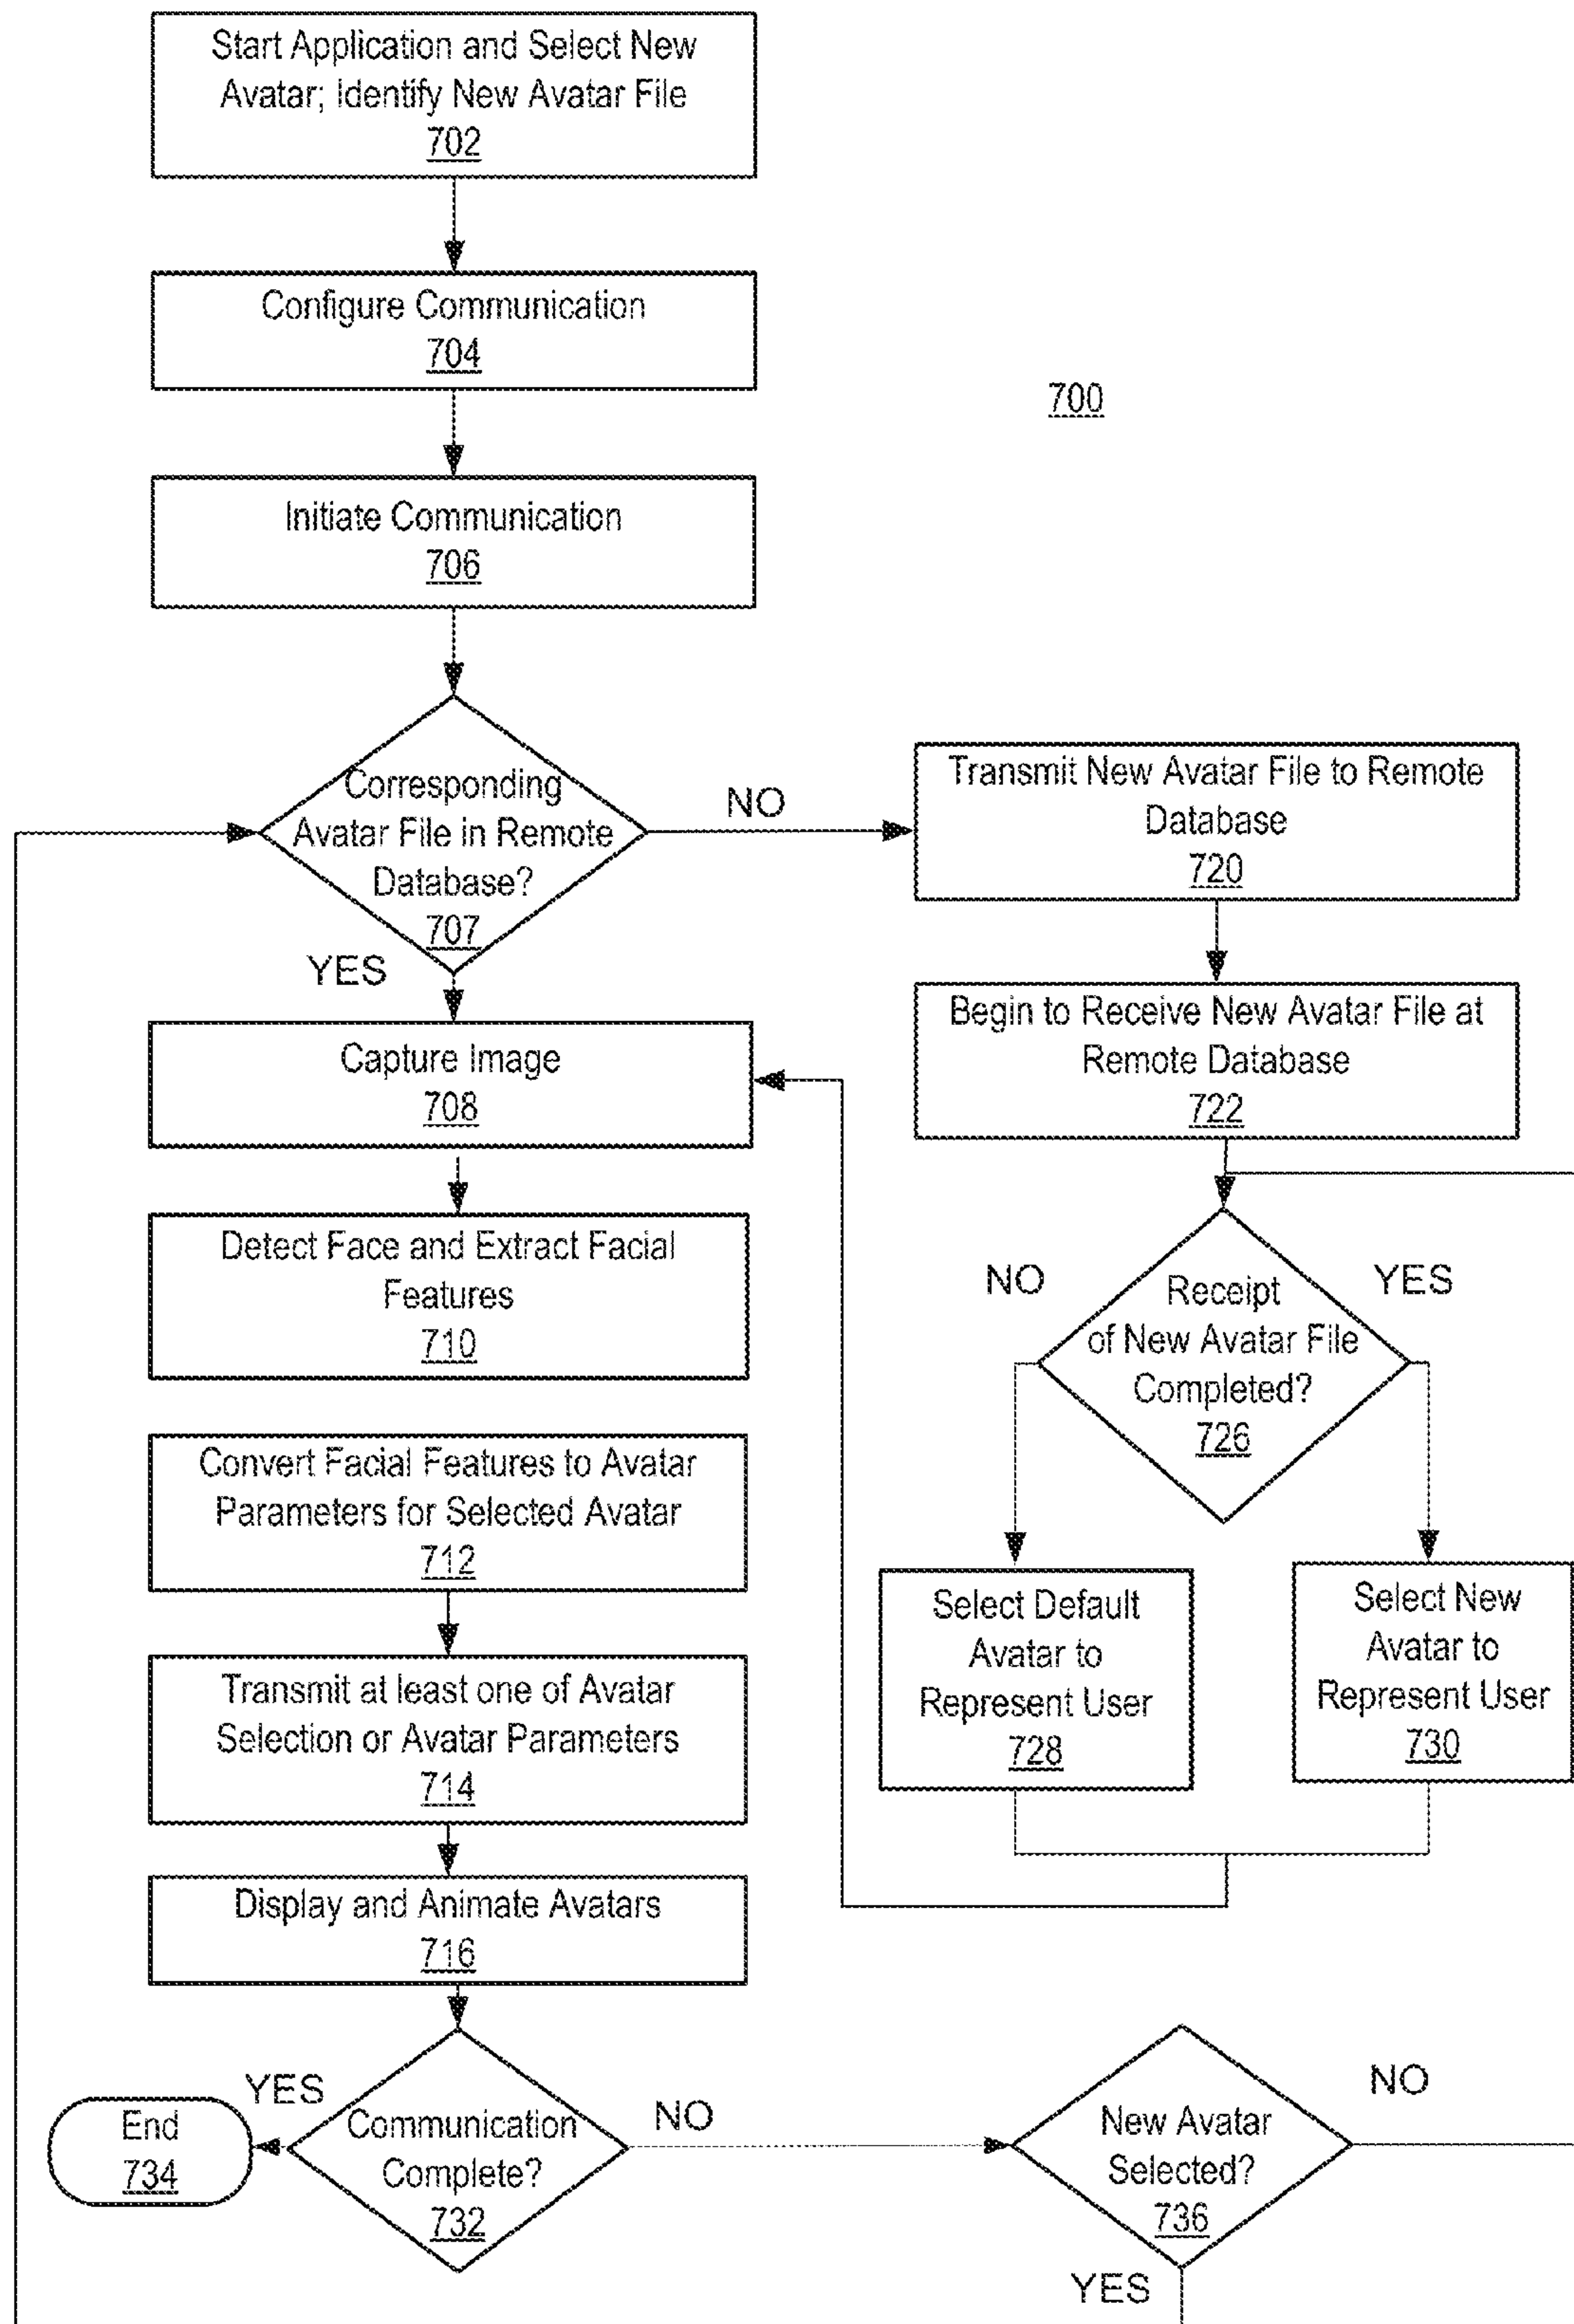 Start Application and Select New
Avatar; Identify New Avatar File
702
Configure Communication
704
700
Initiate Communication
706
Corresponding
Avatar File in Remote
Database?
707
NO
YES
Transmit New Avatar File to Remote
Database
720
Begin to Receive New Avatar File at
Remote Database
722
Capture Image
708
Detect Face and Extract Facial
Features
710
NO
YES
Receipt
of New Avatar File
Completed?
726
Convert Facial Features to Avatar
Parameters for Selected Avatar
712
Select Default
Avatar to
Represent User
728
Select New
Avatar to
Represent User
730
Transmit at least one of Avatar
Selection or Avatar Parameters
714
Display and Animate Avatars
716
YES
End
734
Communication
Complete?
732
NO
New Avatar
Selected?
736
NO
YES